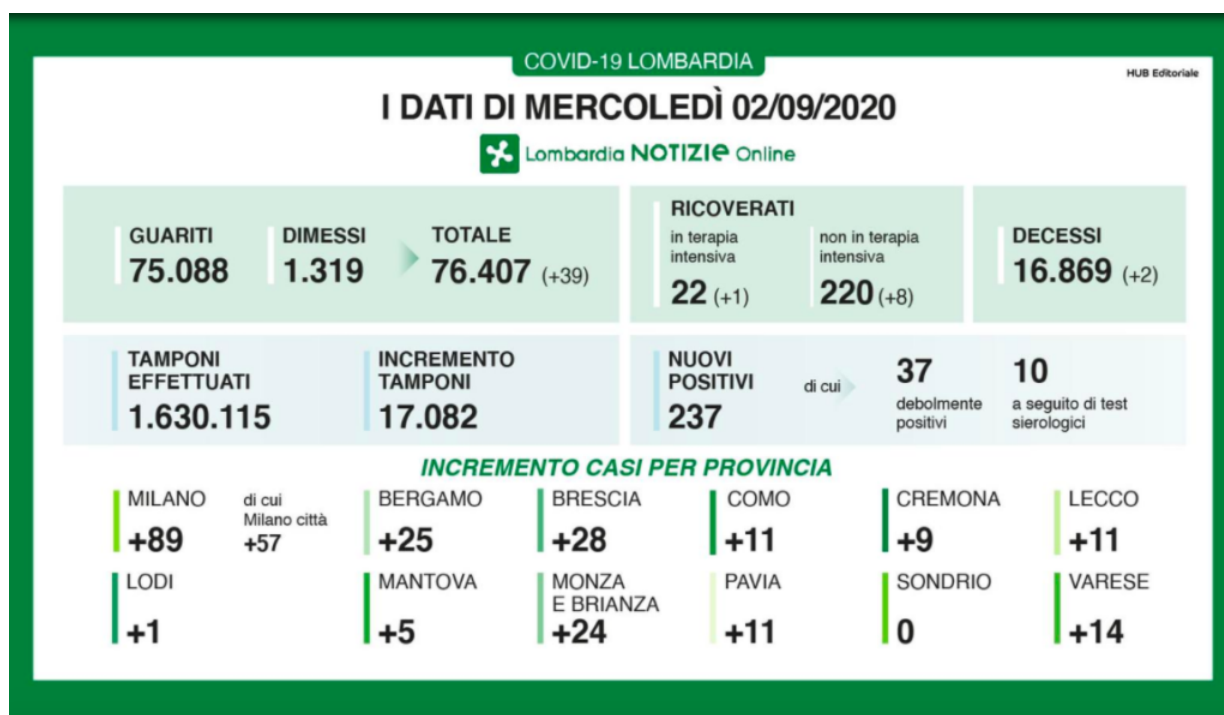 COVID-19 LOMBARDIA
HUB Editoriale
I DATI DI MERCOLEDÌ 02/09/2020
Lombardia NOTIZIE Online
GUARITI
75.088
DIMESSI
1.319
TOTALE
76.407 (+39)
RICOVERATI
in terapia
intensiva
22 (+1)
non in terapia
intensiva
220 (+8)
DECESSI
16.869 (+2)
TAMPONI
EFFETTUATI
1.630.115
INCREMENTO
TAMPONI
17.082
NUOVI
POSITIVI
237
di cui
37
debolmente
positivi
10
a seguito di test
sierologici
INCREMENTO CASI PER PROVINCIA
MILANO
+89
di cui
Milano città
+57
BERGAMO
+25
BRESCIA
+28
COMO
+11
CREMONA
+9
LECCO
+11
LODI
+1
MANTOVA
+5
MONZA
E BRIANZA
+24
PAVIA
+11
SONDRIO
0
VARESE
+14